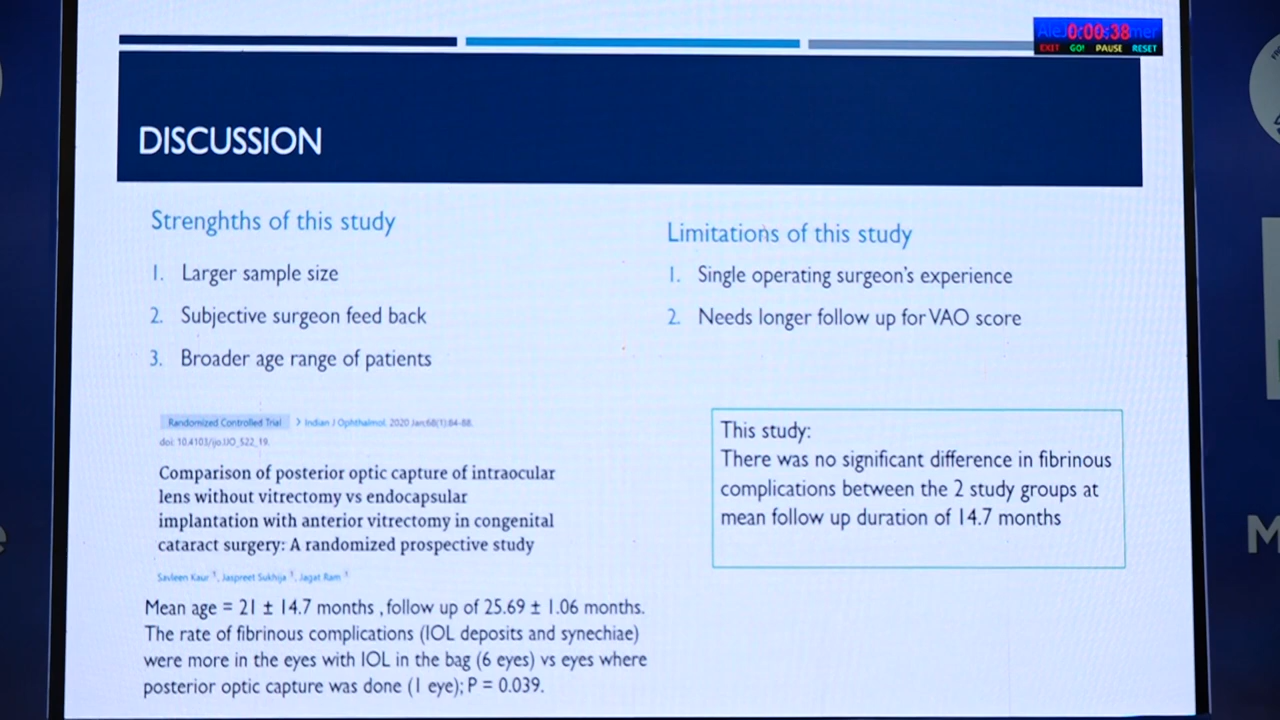 0:00:38
EXIT GO! PAUSE RESET
DISCUSSION
Strenghths of this study
1. Larger sample size
2. Subjective surgeon feed back
3. Broader age range of patients
Limitations of this study
1. Single operating surgeon's experience
2. Needs longer follow up for VAO score
Randomized Controlled Trial > Indian J Ophthalmol. 2020 Jan;68(1):84-88.
doi: 10.4103/ijo.IJO_522_19.
Comparison of posterior optic capture of intraocular
lens without vitrectomy vs endocapsular
implantation with anterior vitrectomy in congenital
cataract surgery: A randomized prospective study
Savleen Kaur 1, Jaspreet Sukhija 1, Jagat Ram 1
Mean age = 21 ± 14.7 months , follow up of 25.69 ± 1.06 months.
The rate of fibrinous complications (IOL deposits and synechiae)
were more in the eyes with IOL in the bag (6 eyes) vs eyes where
posterior optic capture was done (1 eye); P = 0.039.
This study:
There was no significant difference in fibrinous
complications between the 2 study groups at
mean follow up duration of 14.7 months